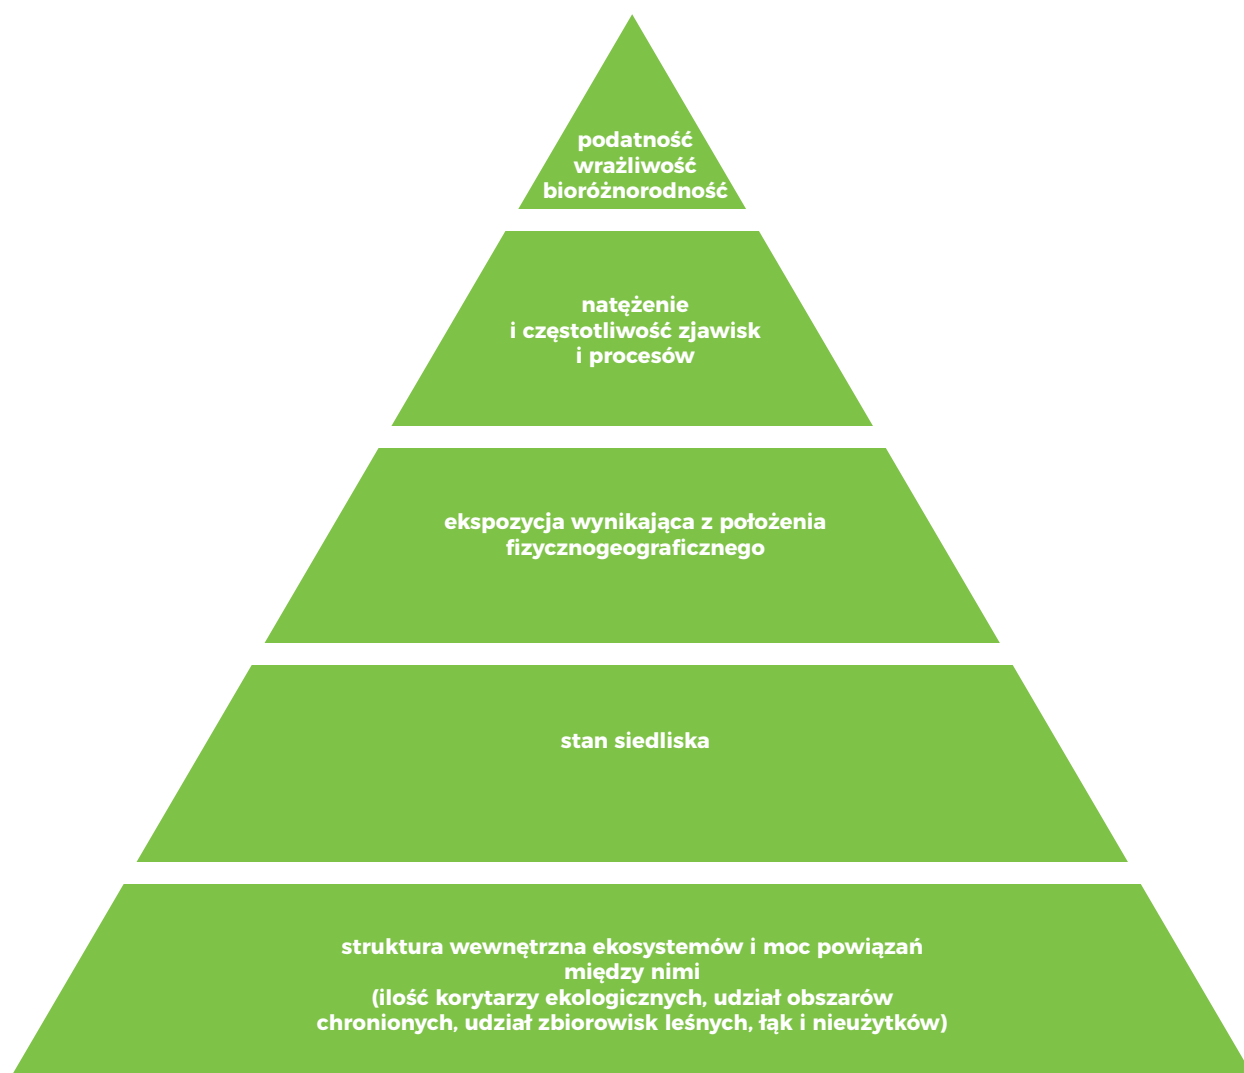 podatność
wrażliwość
bioróżnorodność
natężenie
i częstotliwość zjawisk
i procesów
ekspozycja wynikająca z położenia
fizycznogeograficznego
stan siedliska
struktura wewnętrzna ekosystemów i moc powiązań
między nimi
(ilość korytarzy ekologicznych, udział obszarów
chronionych, udział zbiorowisk leśnych, łąk i nieużytków)